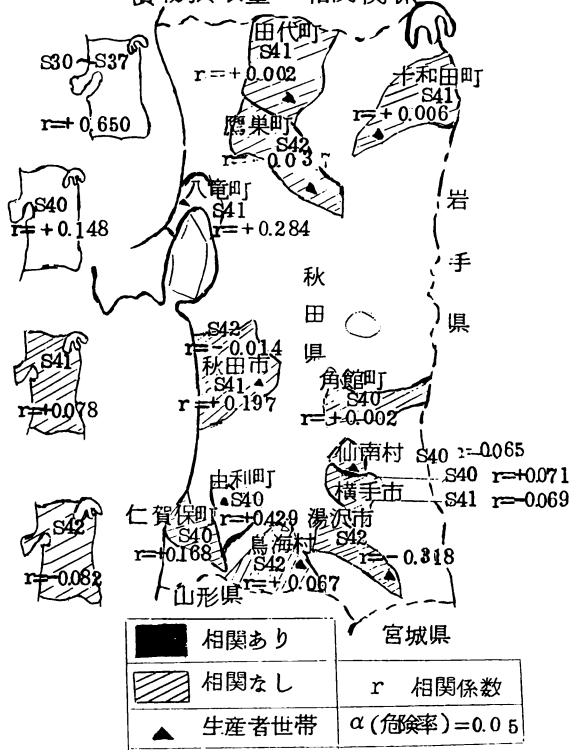 田代町
S41
r=+0.002
S30~S37
r=+0.650
十和田町
S41
r=+0.006
鷹巣町
S42
八竜町
S41
r=+0.284
S40
r=+0.148
岩手県
秋田県
S42
r=-0.014
秋田市
S41
r=+0.197
S41
r=+0.078
角館町
S40
r=±0.002
仙南村
S40
S40 r=+0.071
横手市
S41 r=-0.069
由利町
S40
r=+0.429
仁賀保町
S40
r=+0.168
湯沢市
S42
r=-0.318
鳥海村
S42
r=+0.067
S42
r=-0.082
山形県
宮城県
相関あり
相関なし
r 相関係数
生産者世帯
α(危険率)=0.05